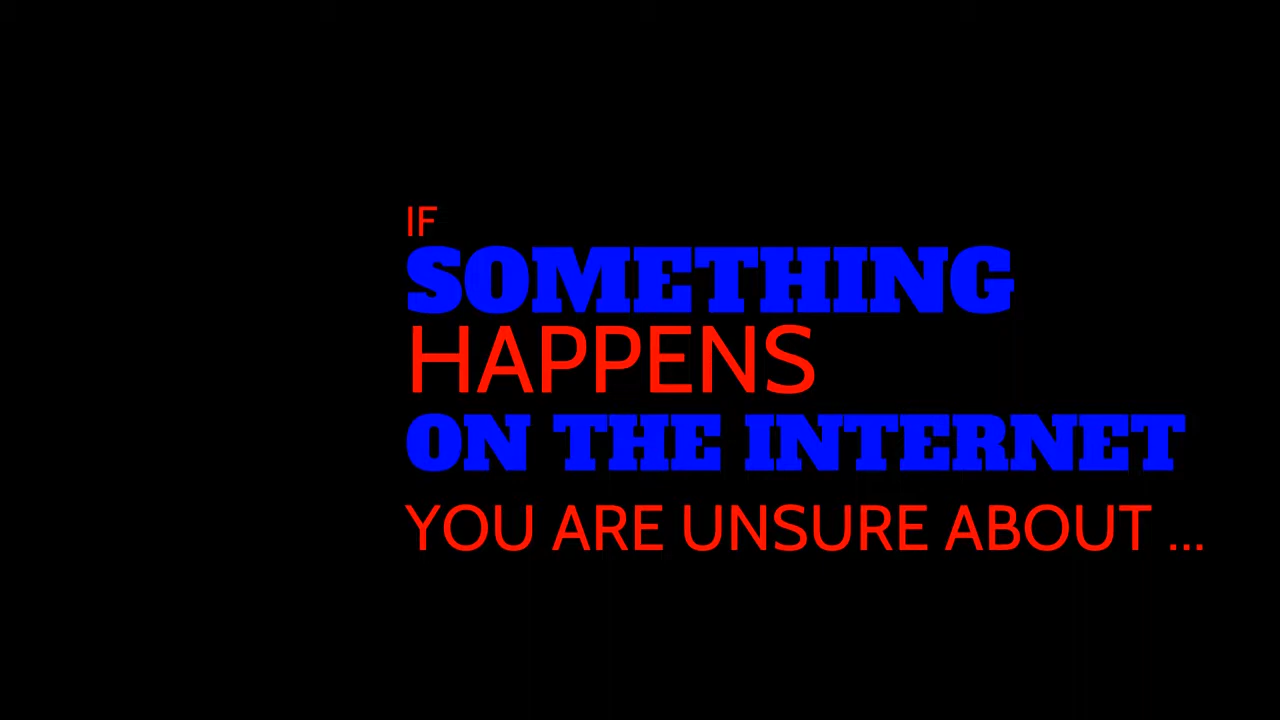 IF
SOMETHING
HAPPENS
ON THE INTERNET
YOU ARE UNSURE ABOUT ...